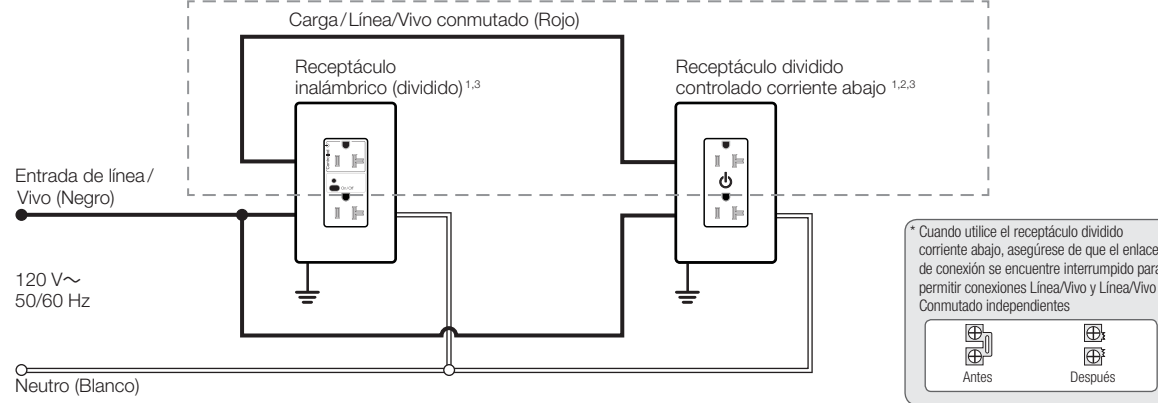 Carga/Línea/Vivo conmutado (Rojo)
Receptáculo
inalámbrico (dividido) 1,3
Receptáculo dividido
controlado corriente abajo 1,2,3
Entrada de línea/
Vivo (Negro)
On/Off
120 V~
50/60 Hz
Neutro (Blanco)
* Cuando utilice el receptáculo dividido
corriente abajo, asegúrese de que el enlace
de conexión se encuentre interrumpido para
permitir conexiones Línea/Vivo y Línea/Vivo
Conmutado independientes
Antes
Después